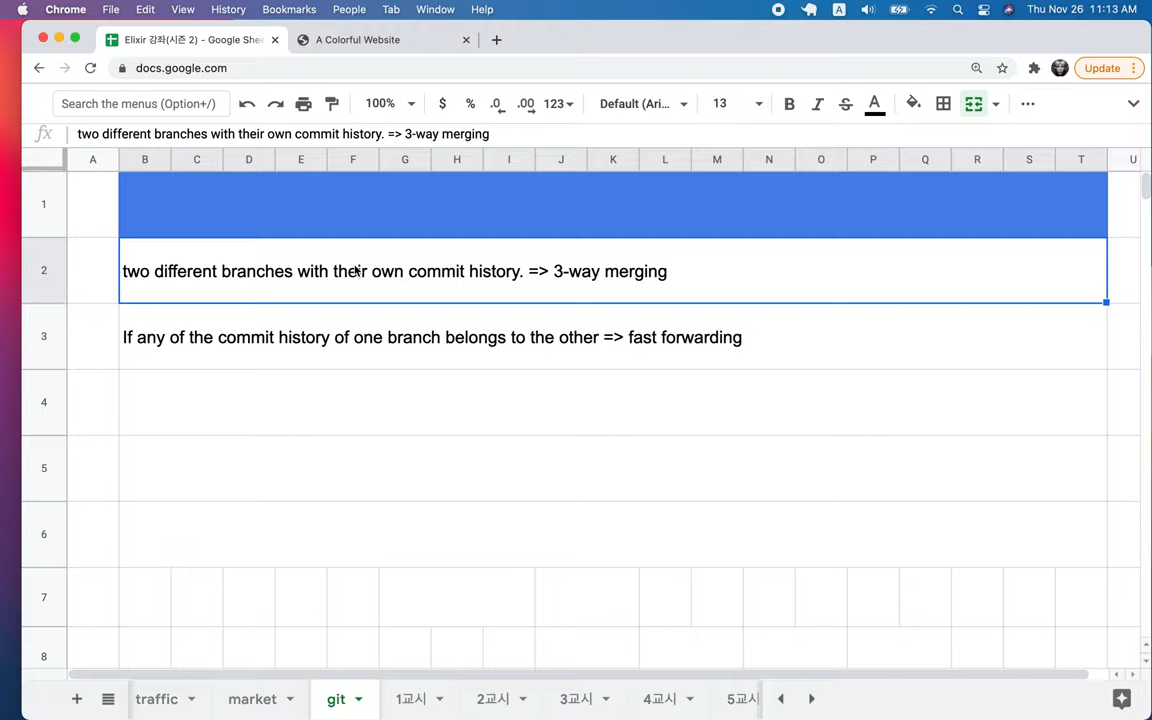 Chrome File Edit View History Bookmarks People Tab Window Help A Thu Nov 26 11:13 AM
Elixir 강좌(시즌 2) - Google Shee A Colorful Website
docs.google.com Update
Search the menus (Option+/) 100% $ % .0 .00 123 Default (Ari... 13 B I S A
fx two different branches with their own commit history. => 3-way merging
A B C D E F G H I J K L M N O P Q R S T U
1
2 two different branches with their own commit history. => 3-way merging
3 If any of the commit history of one branch belongs to the other => fast forwarding
4
5
6
7
8
traffic market git 1교시 2교시 3교시 4교시 5교시